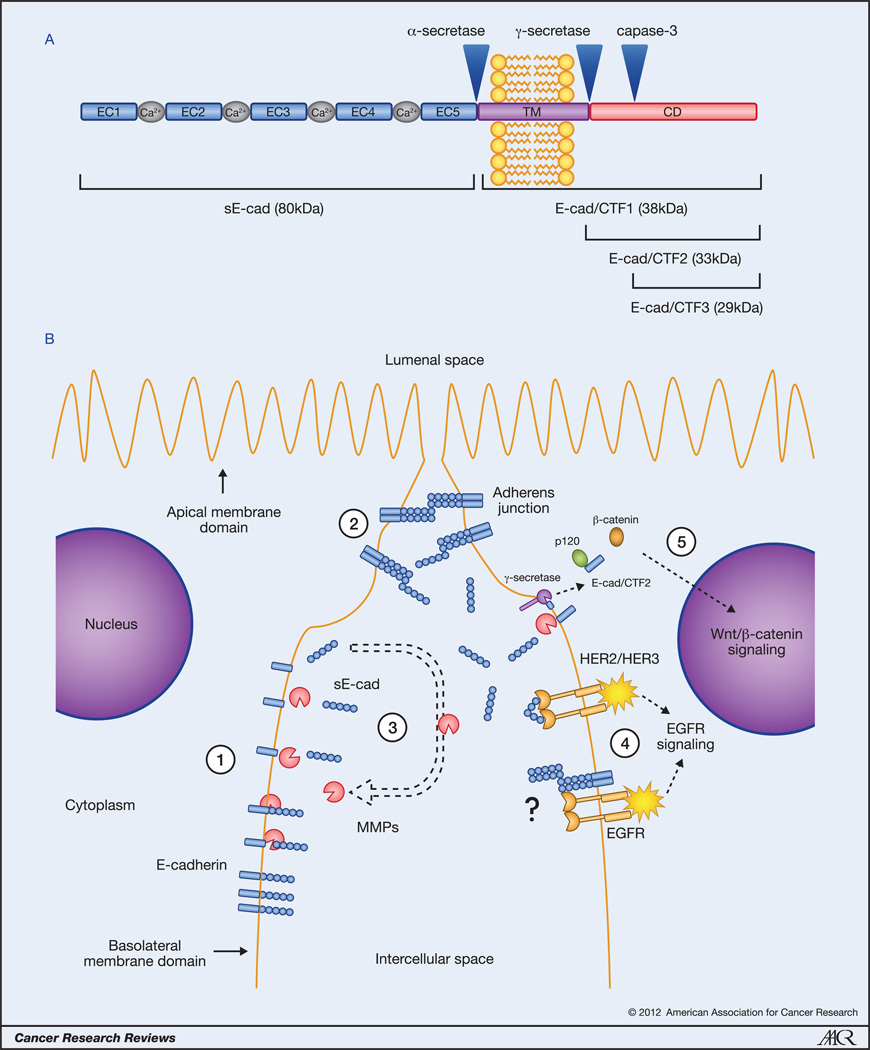 A
α-secretase
γ-secretase
capase-3
EC1
Ca2+
EC2
Ca2+
EC3
Ca2+
EC4
Ca2+
EC5
TM
CD
sE-cad (80kDa)
E-cad/CTF1 (38kDa)
E-cad/CTF2 (33kDa)
E-cad/CTF3 (29kDa)
B
Lumenal space
Apical membrane
domain
2
Adherens
junction
β-catenin
5
p120
γ-secretase
E-cad/CTF2
Nucleus
Wnt/β-catenin
signaling
HER2/HER3
sE-cad
3
EGFR
signaling
4
1
Cytoplasm
MMPs
?
EGFR
E-cadherin
Basolateral
membrane domain
Intercellular space
© 2012 American Association for Cancer Research
Cancer Research Reviews
AACR